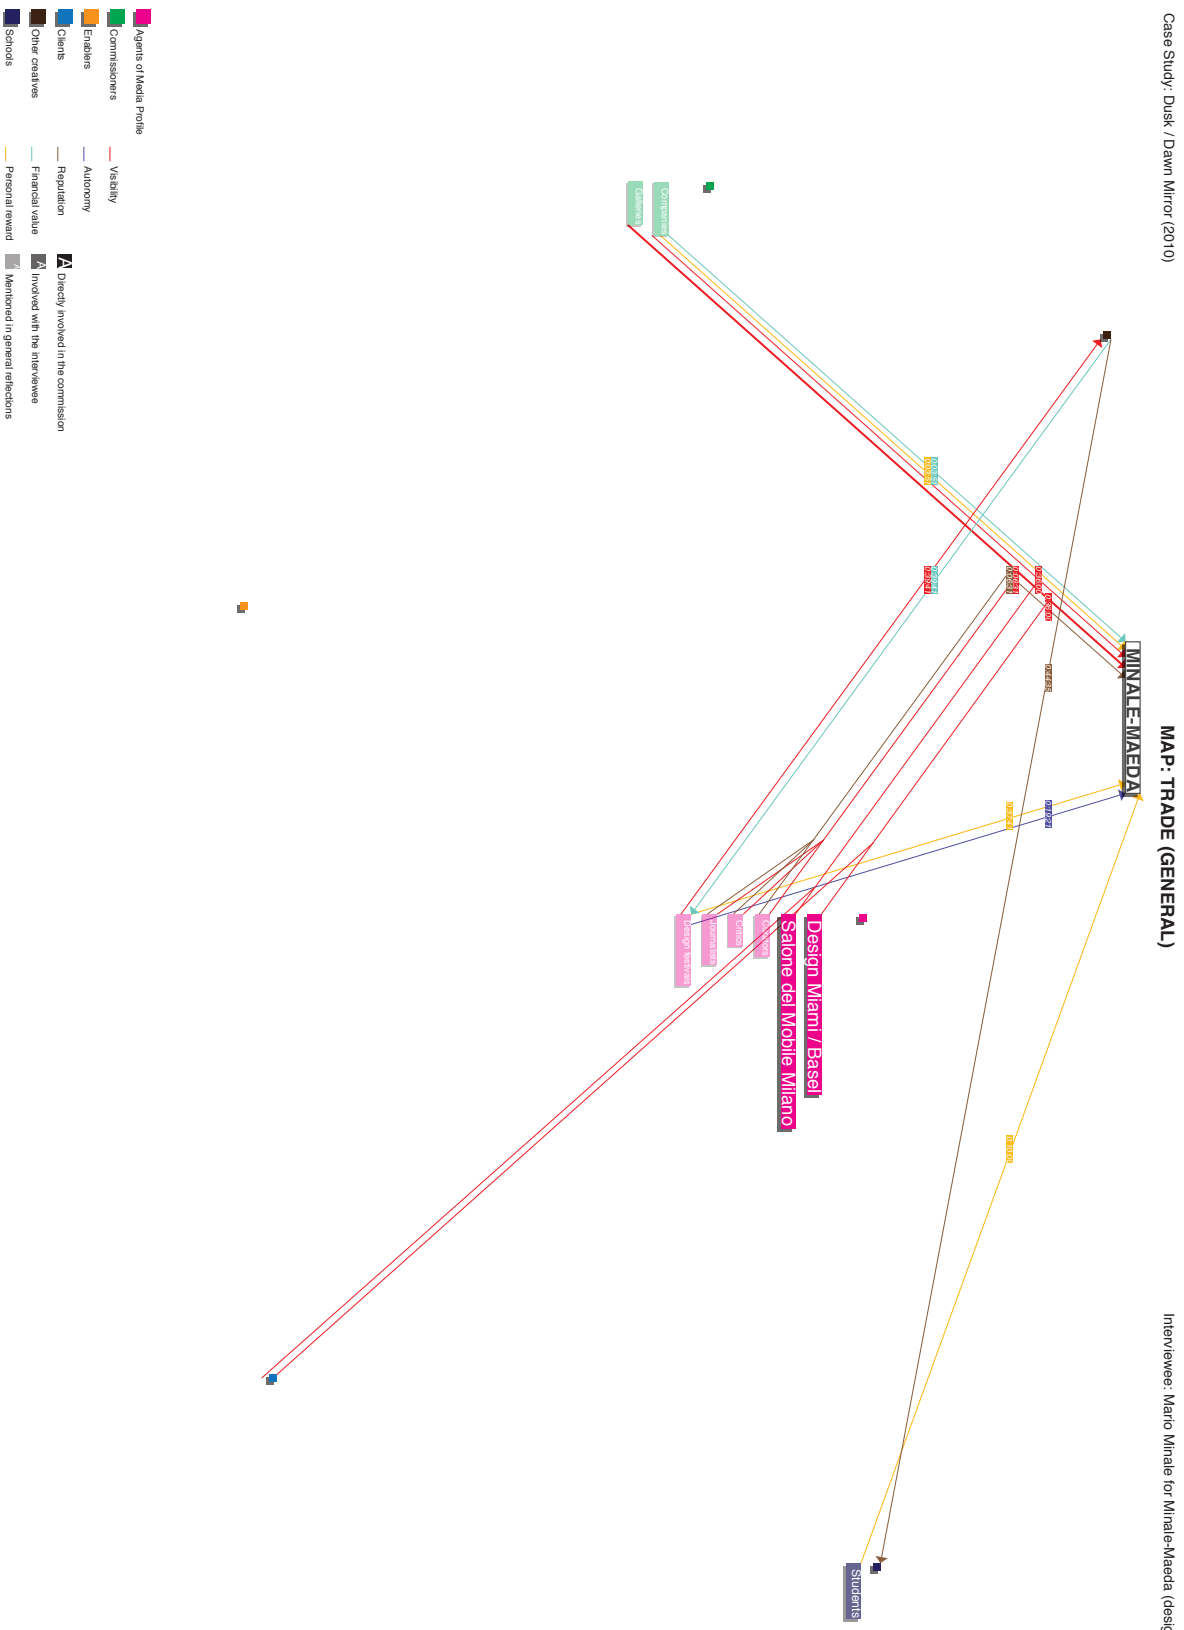 Case Study: Dusk / Dawn Mirror (2010)
MAP: TRADE (GENERAL)
Interviewee: Mario Minale for Minale-Maeda (desig
MINALE-MAEDA
Companies
Galleries
Design Miami / Basel
Salone del Mobile Milano
Curators
Critics
Journalists
Design festivals
Students
Agents of Media Profile
Commissioners
Enablers
Clients
Other creatives
Schools
Visibility
Autonomy
Reputation
Financial value
Personal reward
A Directly involved in the commission
A Involved with the interviewee
A Mentioned in general reflections